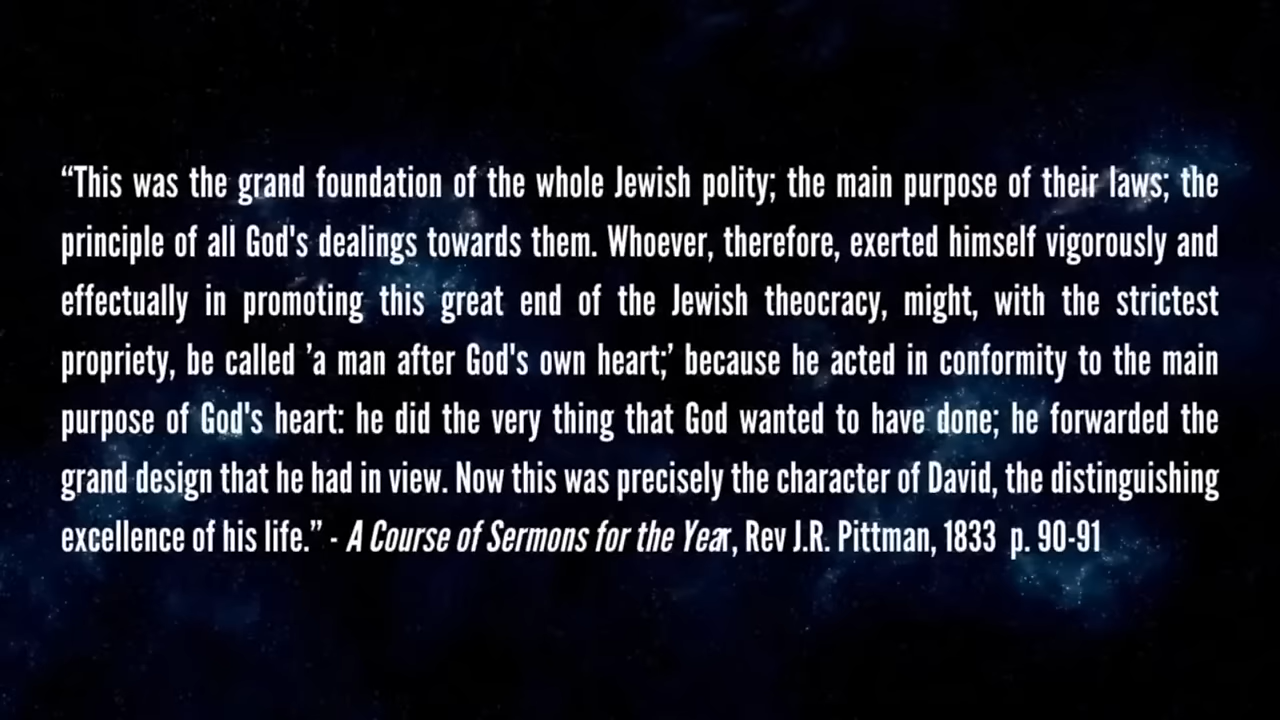 “This was the grand foundation of the whole Jewish polity; the main purpose of their laws; the
principle of all God's dealings towards them. Whoever, therefore, exerted himself vigorously and
effectually in promoting this great end of the Jewish theocracy, might, with the strictest
propriety, be called ’a man after God's own heart;’ because he acted in conformity to the main
purpose of God's heart: he did the very thing that God wanted to have done; he forwarded the
grand design that he had in view. Now this was precisely the character of David, the distinguishing
excellence of his life.” - A Course of Sermons for the Year, Rev J.R. Pittman, 1833 p. 90-91